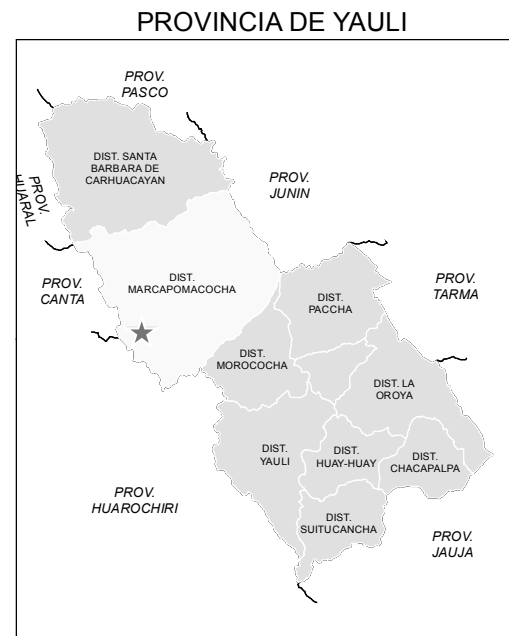 PROVINCIA DE YAULI
PROV.
PASCO
DIST. SANTA
BARBARA DE
CARHUACAYAN
PROV.
JUNIN
PROV.
HUARAL
PROV.
CANTA
DIST.
MARCAPOMACOCHA
PROV.
TARMA
DIST.
PACCHA
DIST.
MOROCOCHA
DIST. LA
OROYA
DIST.
YAULI
DIST.
HUAY-HUAY
DIST.
CHACAPALPA
PROV.
HUAROCHIRI
DIST.
SUITUCANCHA
PROV.
JAUJA